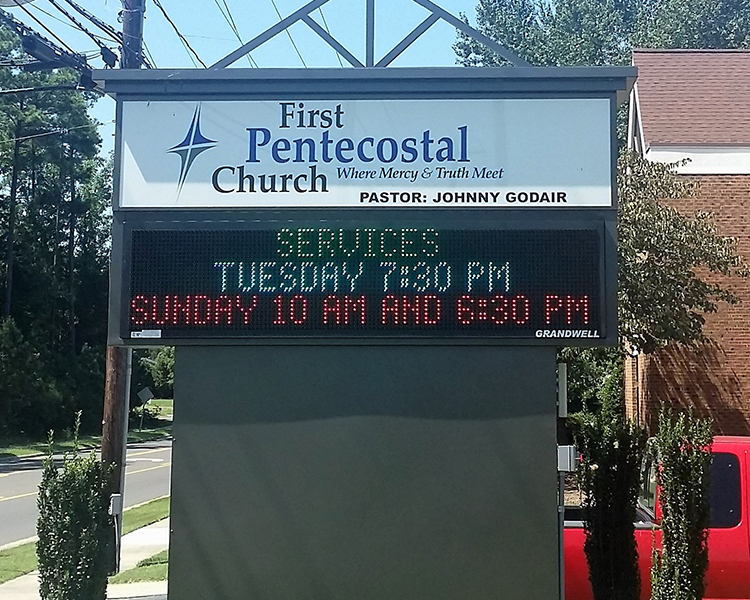 First
Pentecostal
Church Where Mercy & Truth Meet
PASTOR: JOHNNY GODAIR
SERVICES
TUESDAY 7:30 PM
SUNDAY 10 AM AND 6:30 PM
GRANDWELL